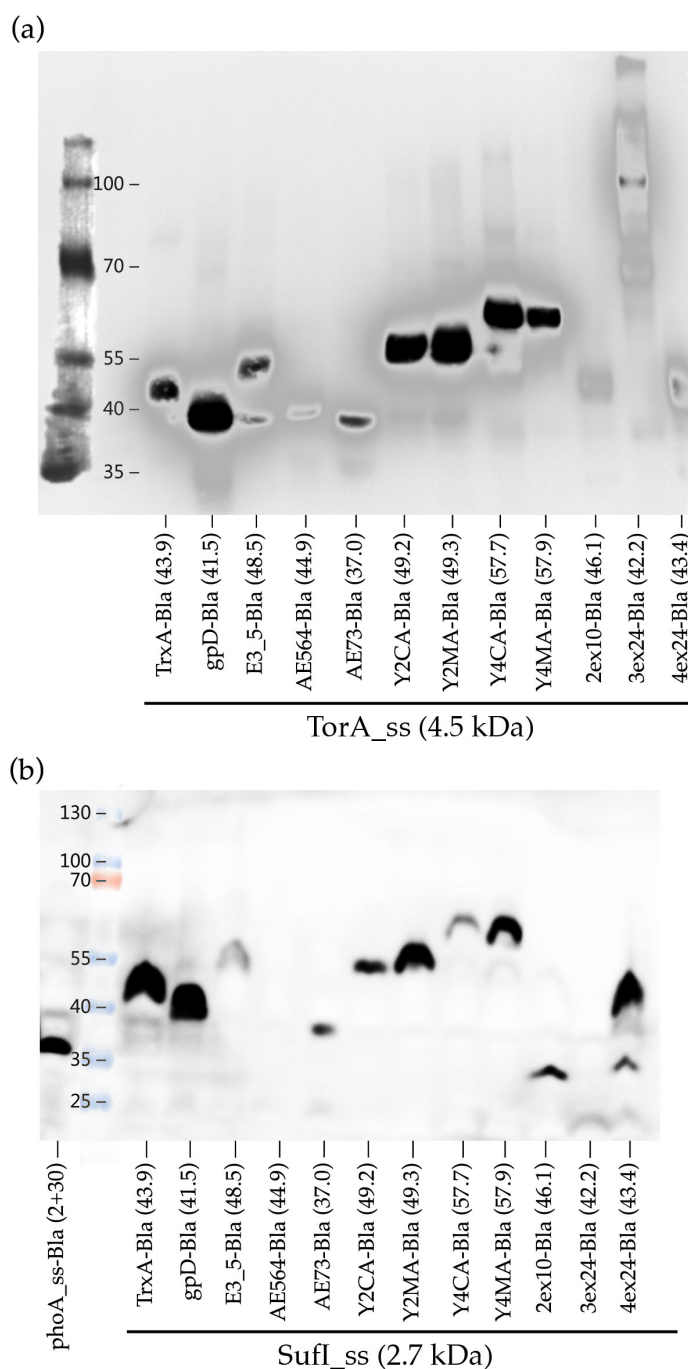 (a)
100
70
55
40
35
TrxA-Bla (43.9)
gpD-Bla (41.5)
E3_5-Bla (48.5)
AE564-Bla (44.9)
AE73-Bla (37.0)
Y2CA-Bla (49.2)
Y2MA-Bla (49.3)
Y4CA-Bla (57.7)
Y4MA-Bla (57.9)
2ex10-Bla (46.1)
3ex24-Bla (42.2)
4ex24-Bla (43.4)
TorA_ss (4.5 kDa)
(b)
130
100
70
55
40
35
25
phoA_ss-Bla (2+30)
TrxA-Bla (43.9)
gpD-Bla (41.5)
E3_5-Bla (48.5)
AE564-Bla (44.9)
AE73-Bla (37.0)
Y2CA-Bla (49.2)
Y2MA-Bla (49.3)
Y4CA-Bla (57.7)
Y4MA-Bla (57.9)
2ex10-Bla (46.1)
3ex24-Bla (42.2)
4ex24-Bla (43.4)
SufI_ss (2.7 kDa)